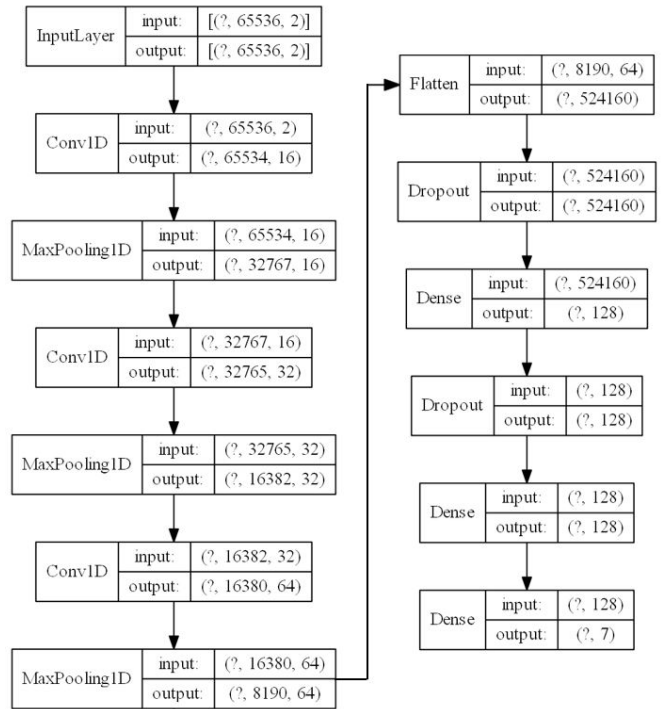 InputLayer
input: [(?, 65536, 2)]
output: [(?, 65536, 2)]
Conv1D
input: (?, 65536, 2)
output: (?, 65534, 16)
MaxPooling1D
input: (?, 65534, 16)
output: (?, 32767, 16)
Conv1D
input: (?, 32767, 16)
output: (?, 32765, 32)
MaxPooling1D
input: (?, 32765, 32)
output: (?, 16382, 32)
Conv1D
input: (?, 16382, 32)
output: (?, 16380, 64)
MaxPooling1D
input: (?, 16380, 64)
output: (?, 8190, 64)
Flatten
input: (?, 8190, 64)
output: (?, 524160)
Dropout
input: (?, 524160)
output: (?, 524160)
Dense
input: (?, 524160)
output: (?, 128)
Dropout
input: (?, 128)
output: (?, 128)
Dense
input: (?, 128)
output: (?, 128)
Dense
input: (?, 128)
output: (?, 7)